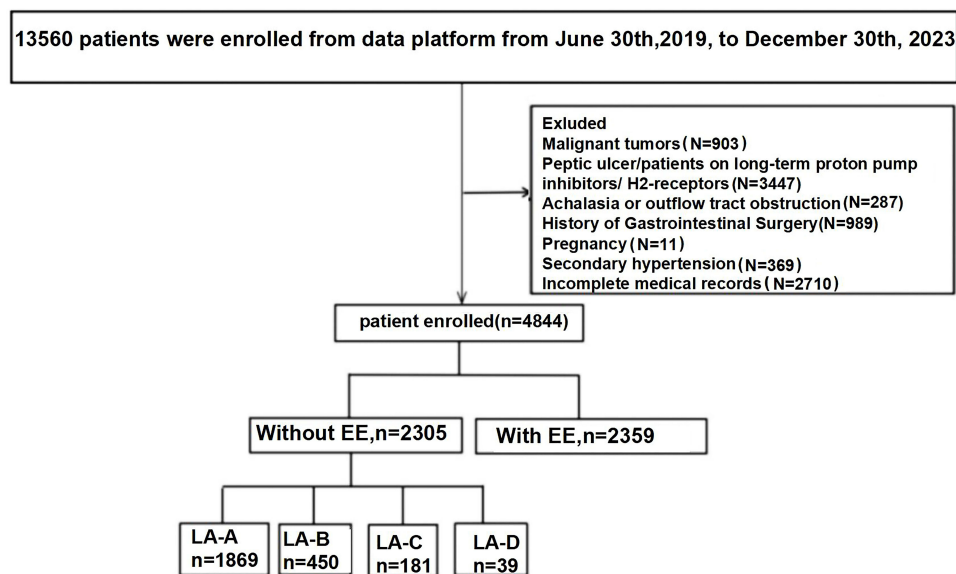 13560 patients were enrolled from data platform from June 30th,2019, to December 30th, 2023
Exluded
Malignant tumors(N=903)
Peptic ulcer/patients on long-term proton pump
inhibitors/ H2-receptors(N=3447)
Achalasia or outflow tract obstruction(N=287)
History of Gastrointestinal Surgery(N=989)
Pregnancy(N=11)
Secondary hypertension(N=369)
Incomplete medical records(N=2710)
patient enrolled(n=4844)
Without EE,n=2305
With EE,n=2359
LA-A
n=1869
LA-B
n=450
LA-C
n=181
LA-D
n=39